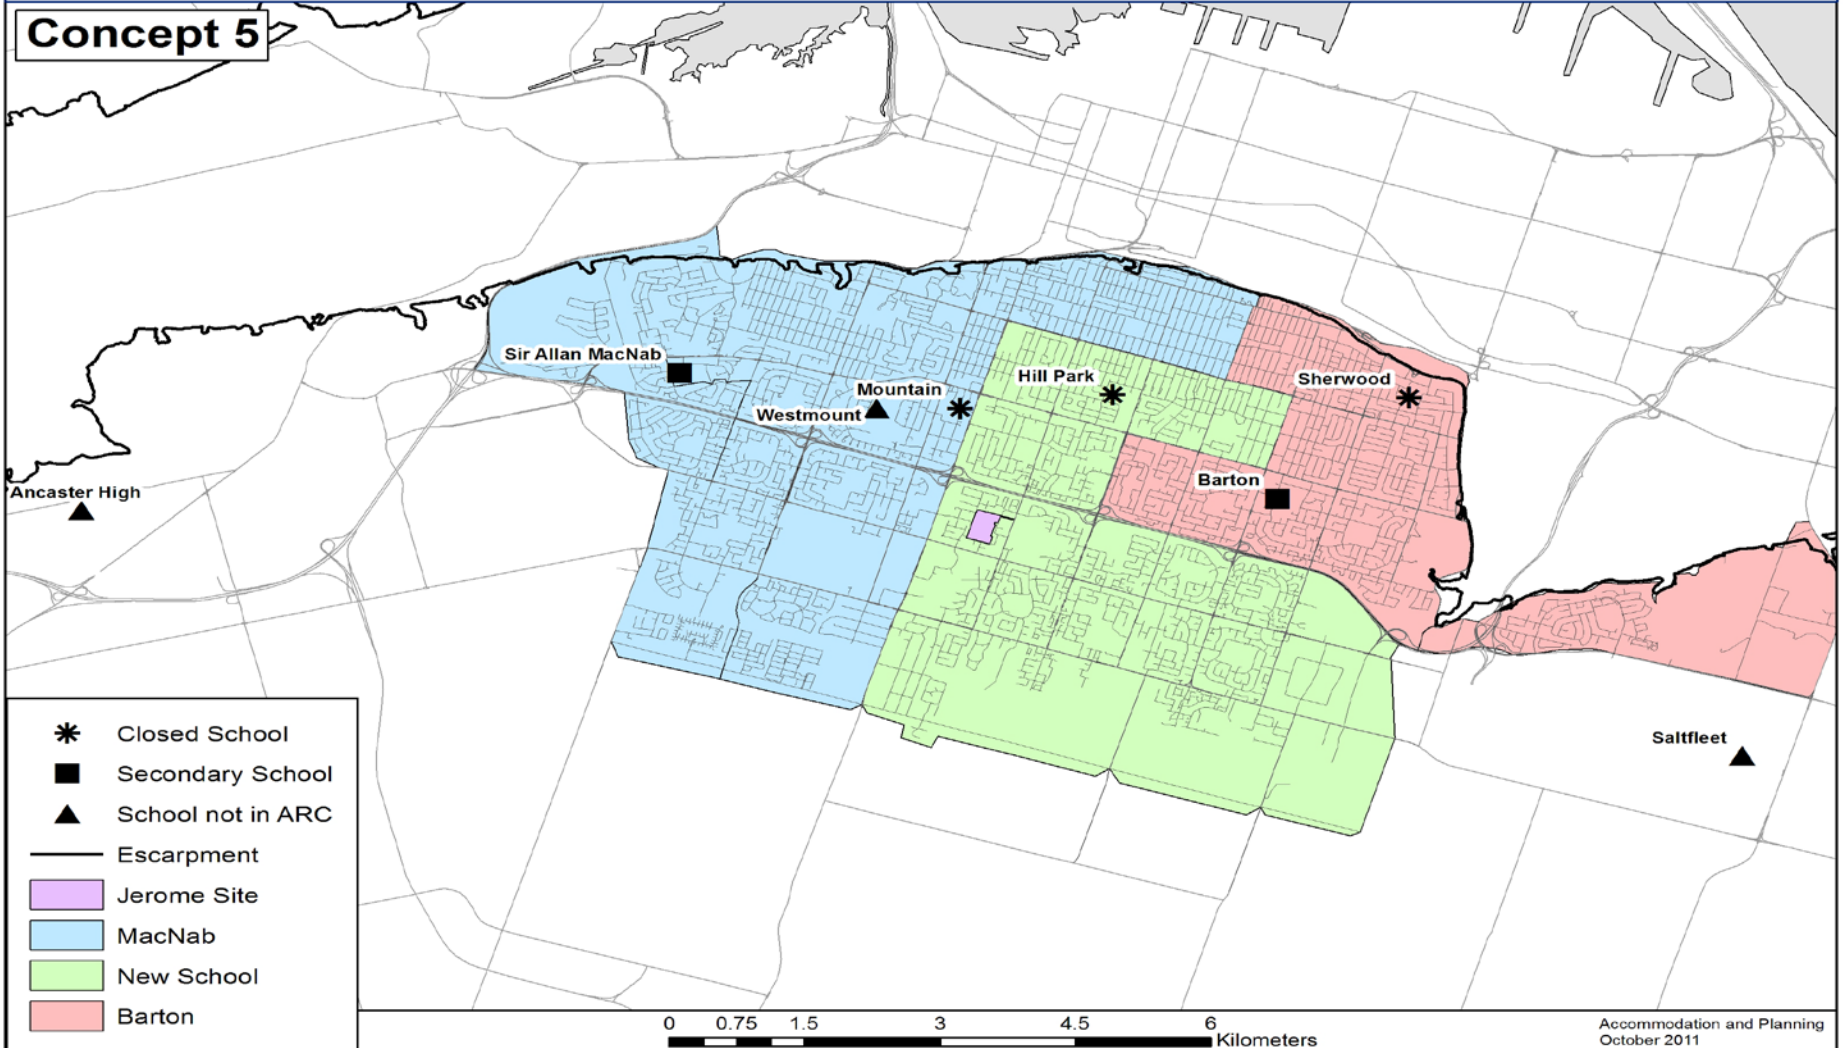 Concept 5
Sir Allan MacNab
Mountain
Westmount
Hill Park
Sherwood
Barton
Ancaster High
Saltfleet
Closed School
Secondary School
School not in ARC
Escarpment
Jerome Site
MacNab
New School
Barton
0 0.75 1.5 3 4.5 6
Kilometers
Accommodation and Planning
October 2011